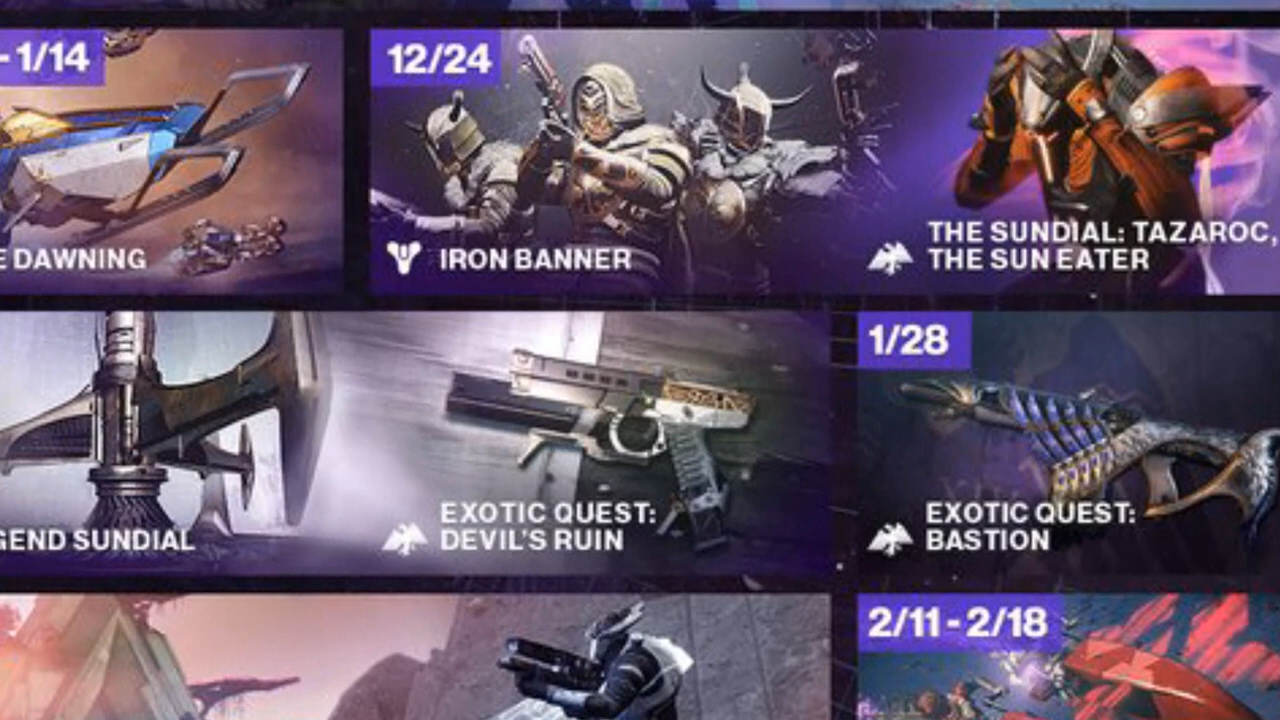 - 1/14
E DAWNING
12/24
IRON BANNER
THE SUNDIAL: TAZAROC,
THE SUN EATER
GEND SUNDIAL
EXOTIC QUEST:
DEVIL'S RUIN
1/28
EXOTIC QUEST:
BASTION
2/11 - 2/18